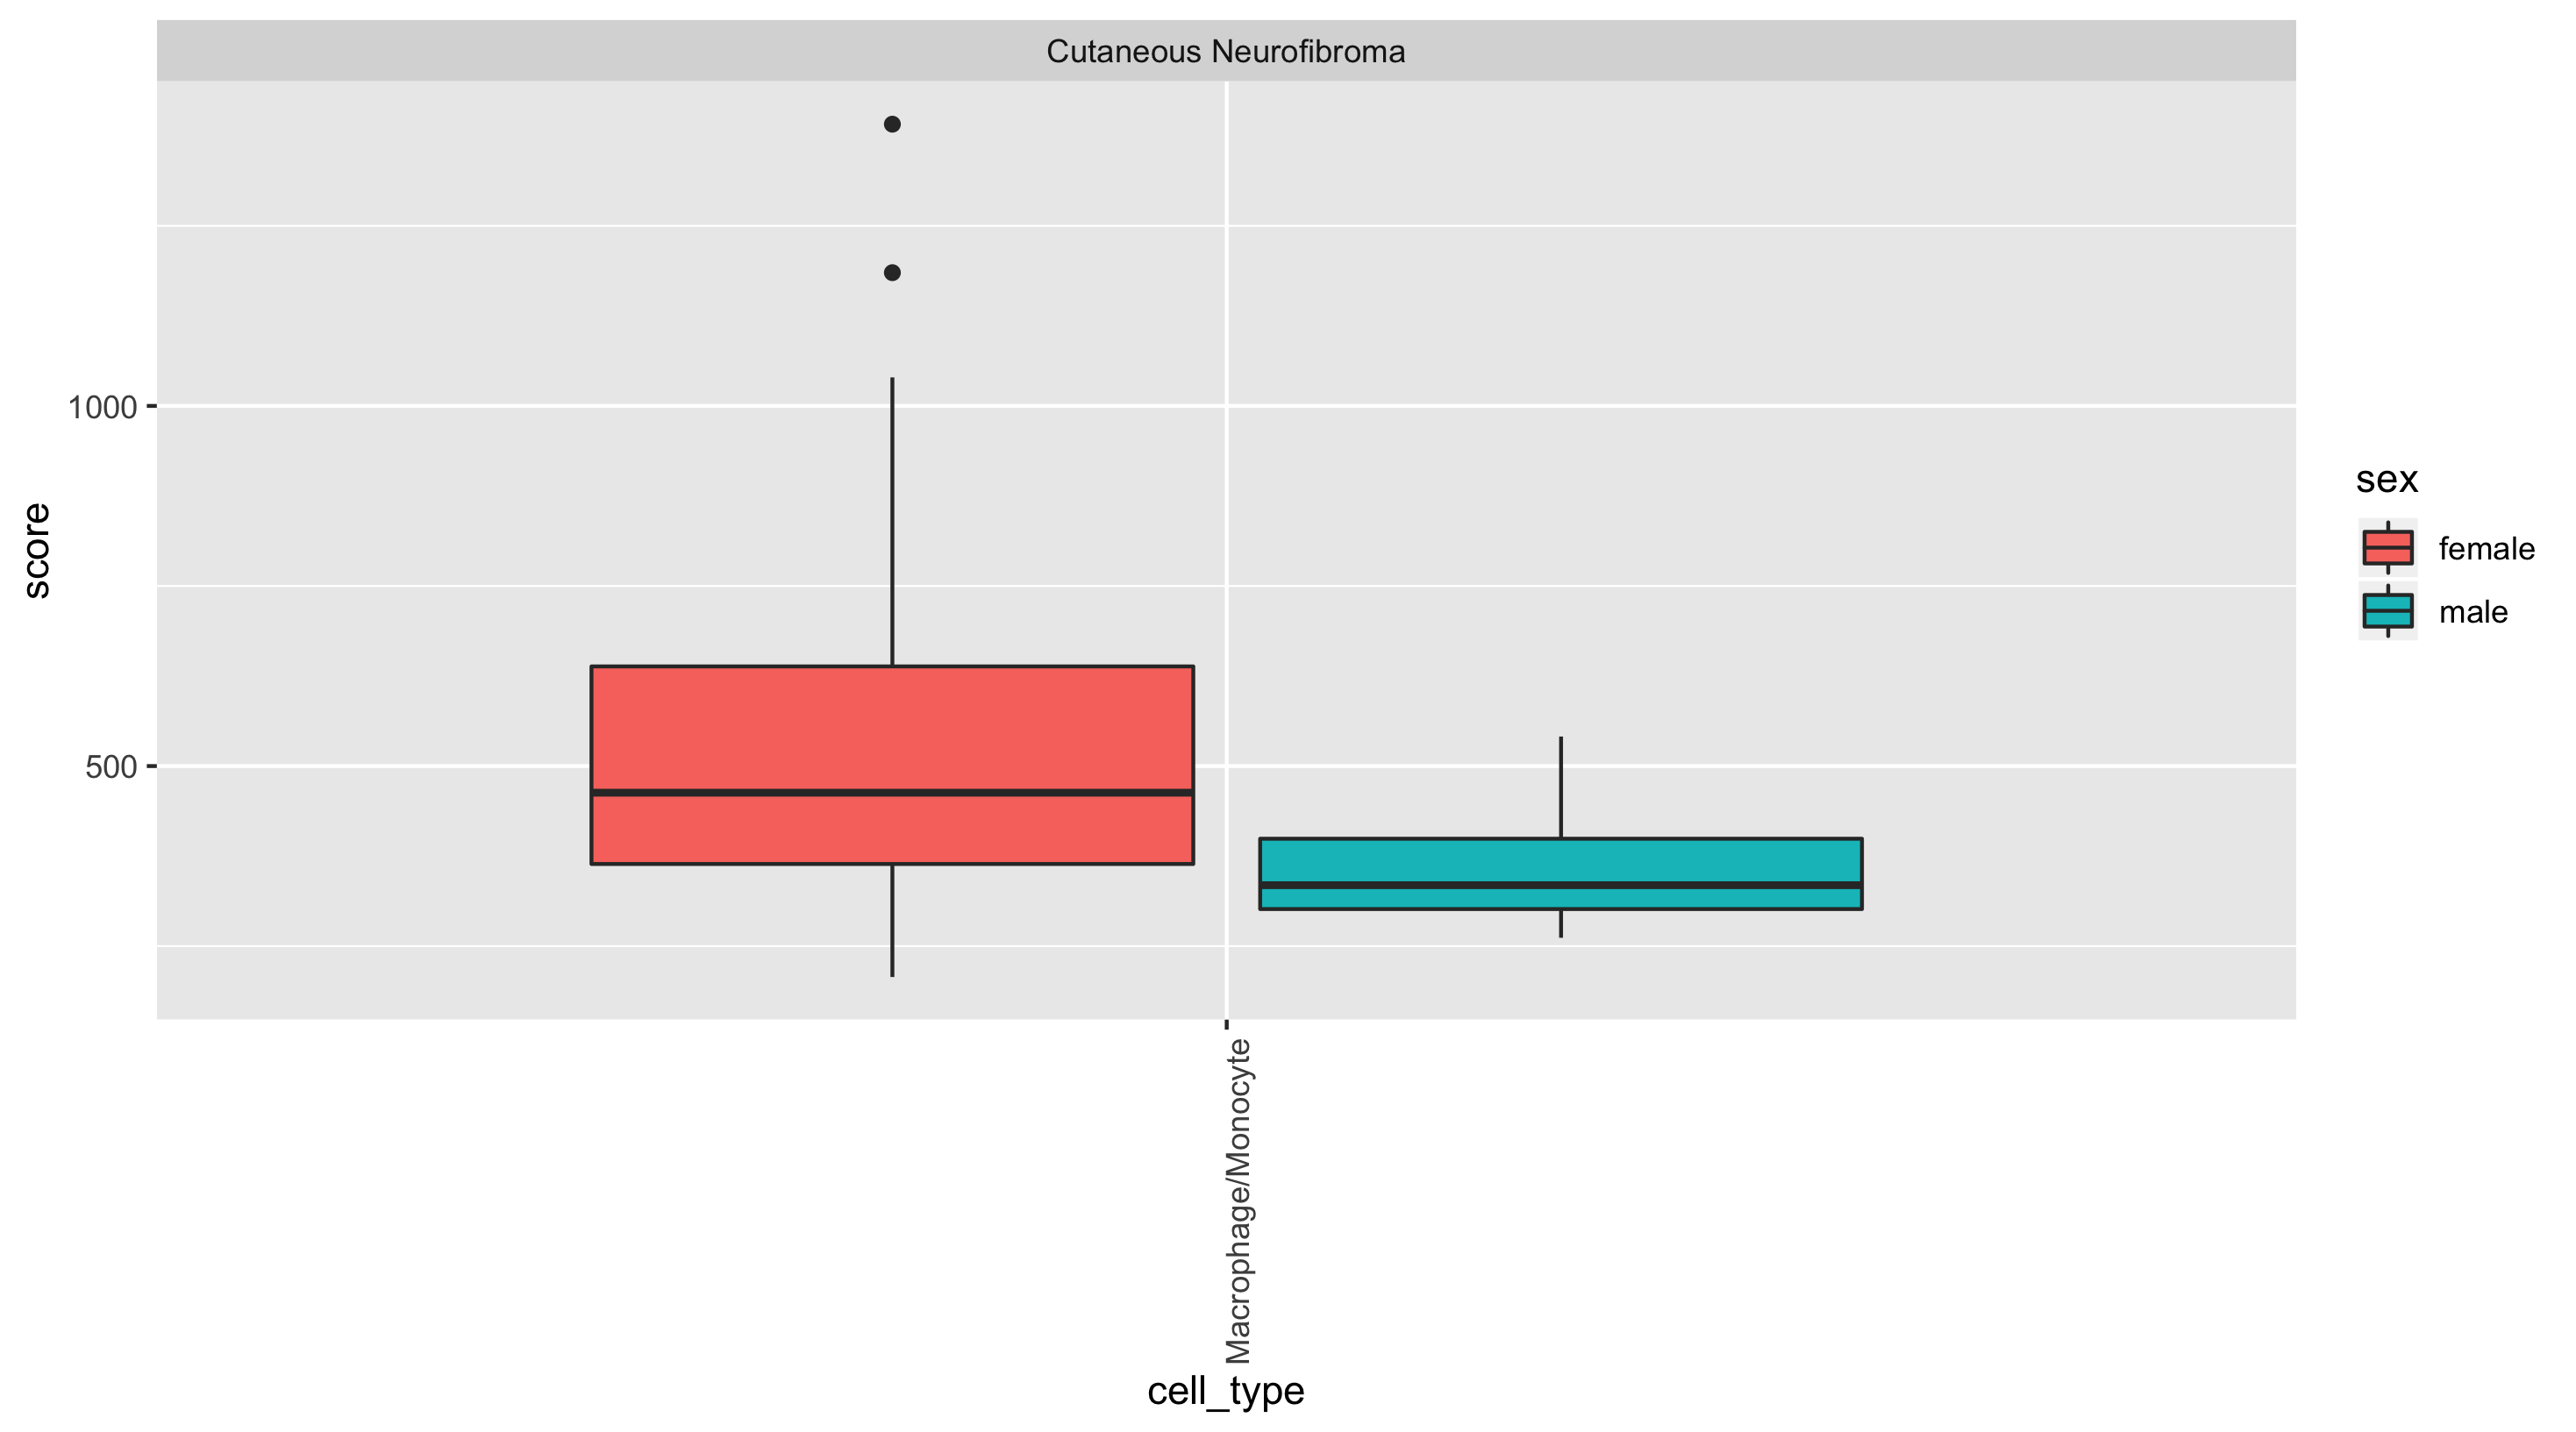 Cutaneous Neurofibroma
1000
500
score
Macrophage/Monocyte
cell_type
sex
female
male